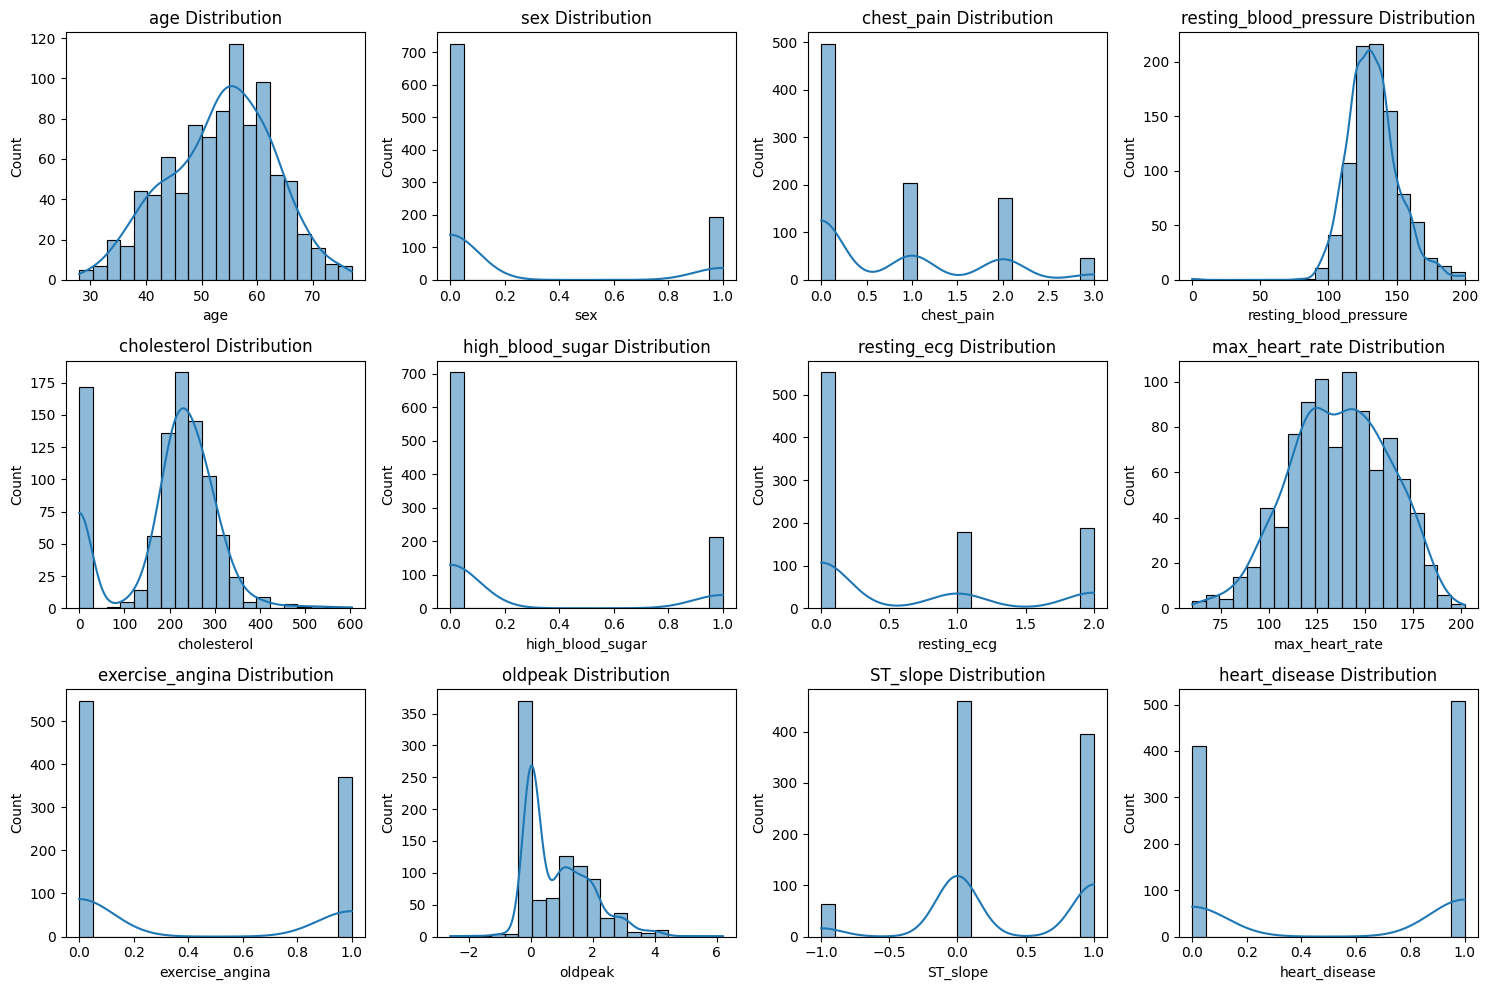 age Distribution
sex Distribution
chest_pain Distribution
resting_blood_pressure Distribution
120
100
80
60
40
20
0
Count
30 40 50 60 70
age
700
600
500
400
300
200
100
0
Count
0.0 0.2 0.4 0.6 0.8 1.0
sex
500
400
300
200
100
0
Count
0.0 0.5 1.0 1.5 2.0 2.5 3.0
chest_pain
200
150
100
50
0
Count
0 50 100 150 200
resting_blood_pressure
cholesterol Distribution
high_blood_sugar Distribution
resting_ecg Distribution
max_heart_rate Distribution
175
150
125
100
75
50
25
0
Count
0 100 200 300 400 500 600
cholesterol
700
600
500
400
300
200
100
0
Count
0.0 0.2 0.4 0.6 0.8 1.0
high_blood_sugar
500
400
300
200
100
0
Count
0.0 0.5 1.0 1.5 2.0
resting_ecg
100
80
60
40
20
0
Count
75 100 125 150 175 200
max_heart_rate
exercise_angina Distribution
oldpeak Distribution
ST_slope Distribution
heart_disease Distribution
500
400
300
200
100
0
Count
0.0 0.2 0.4 0.6 0.8 1.0
exercise_angina
350
300
250
200
150
100
50
0
Count
−2 0 2 4 6
oldpeak
400
300
200
100
0
Count
−1.0 −0.5 0.0 0.5 1.0
ST_slope
500
400
300
200
100
0
Count
0.0 0.2 0.4 0.6 0.8 1.0
heart_disease